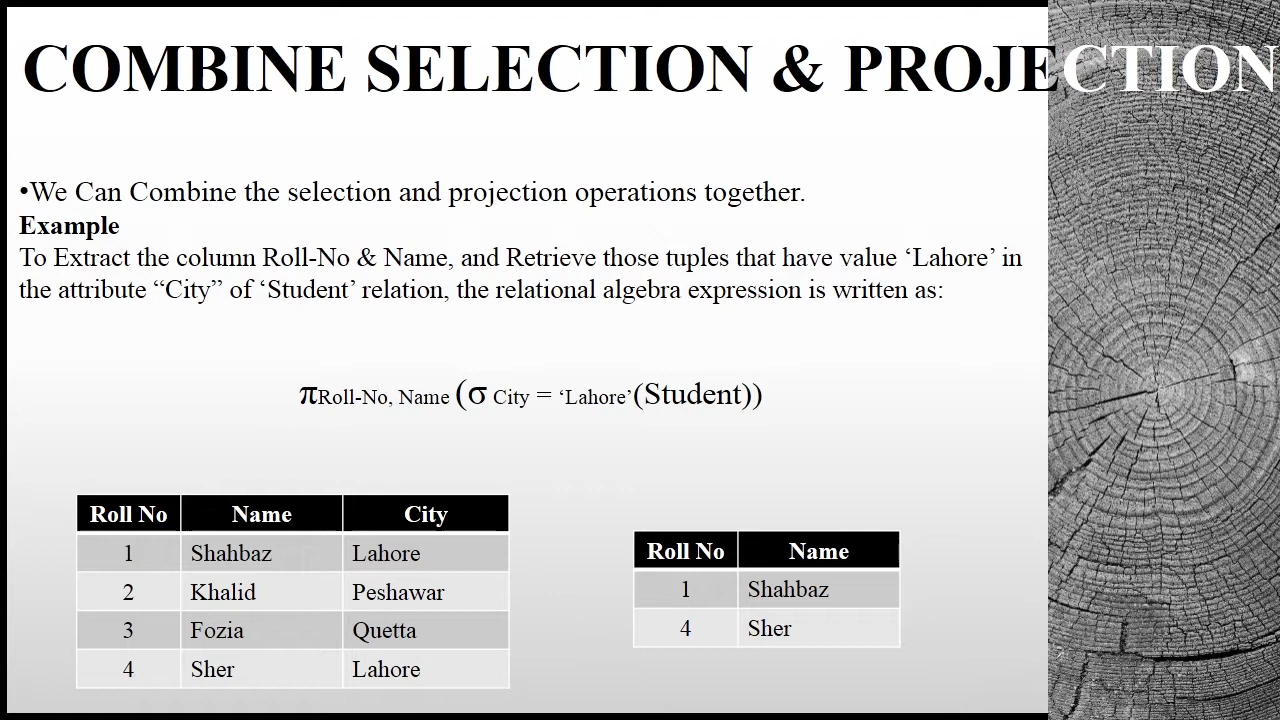 COMBINE SELECTION & PROJECTION
•We Can Combine the selection and projection operations together.
Example
To Extract the column Roll-No & Name, and Retrieve those tuples that have value ‘Lahore’ in
the attribute “City” of ‘Student’ relation, the relational algebra expression is written as:
πRoll-No, Name (σ City = ‘Lahore’(Student))
Roll No Name City
1 Shahbaz Lahore
2 Khalid Peshawar
3 Fozia Quetta
4 Sher Lahore
Roll No Name
1 Shahbaz
4 Sher